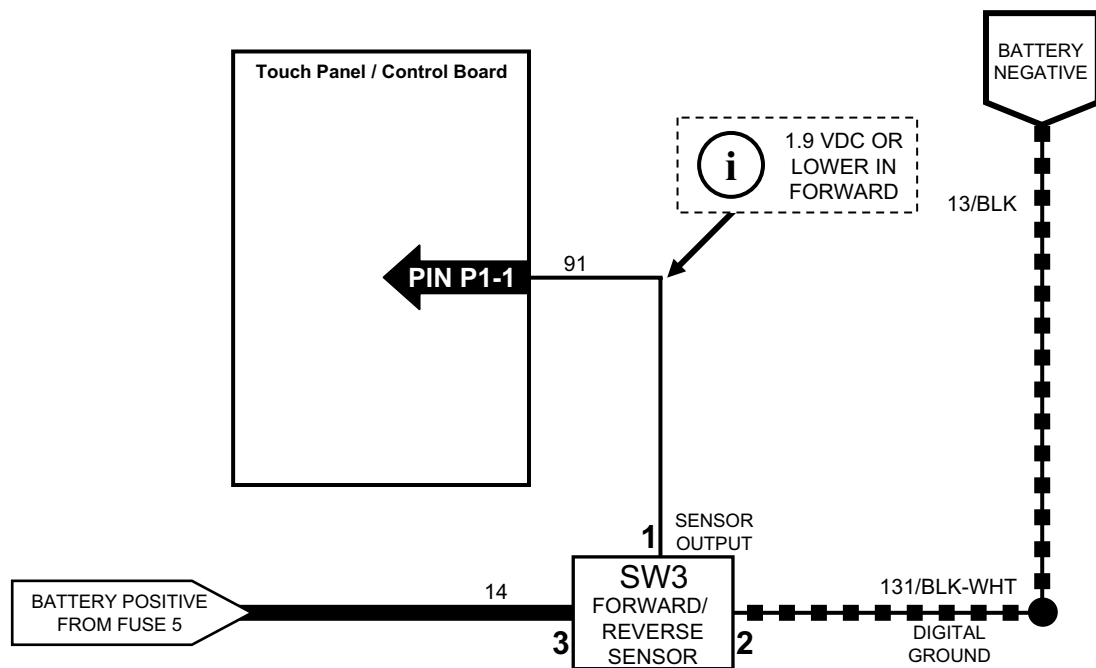 BATTERY
NEGATIVE
Touch Panel / Control Board
i
1.9 VDC OR
LOWER IN
FORWARD
13/BLK
PIN P1-1
91
1
SENSOR
OUTPUT
BATTERY POSITIVE
FROM FUSE 5
14
3
SW3
FORWARD/
REVERSE
SENSOR
2
131/BLK-WHT
DIGITAL
GROUND